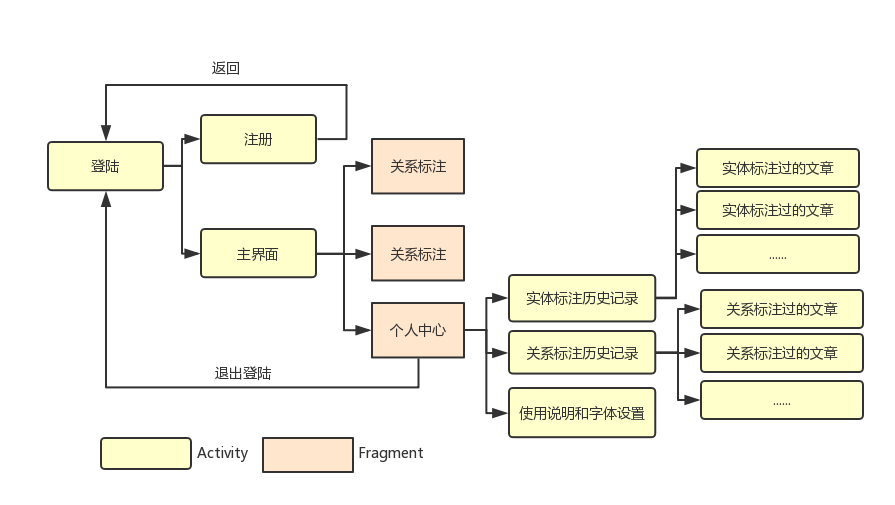 返回
登陆
注册
主界面
关系标注
关系标注
个人中心
退出登陆
实体标注历史记录
关系标注历史记录
使用说明和字体设置
实体标注过的文章
实体标注过的文章
......
关系标注过的文章
关系标注过的文章
......
Activity
Fragment